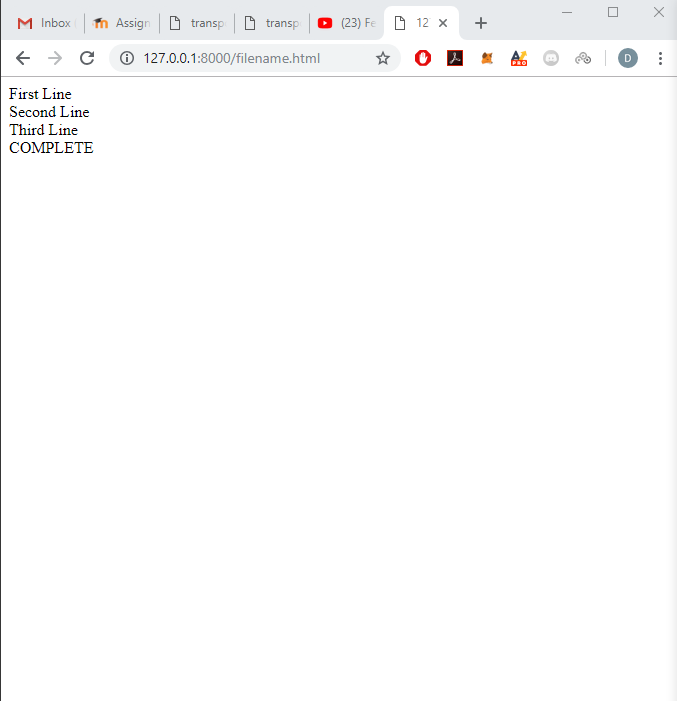 Inbox
Assign
transp
transp
(23) Fe
12
127.0.0.1:8000/filename.html
PRO
D
First Line
Second Line
Third Line
COMPLETE